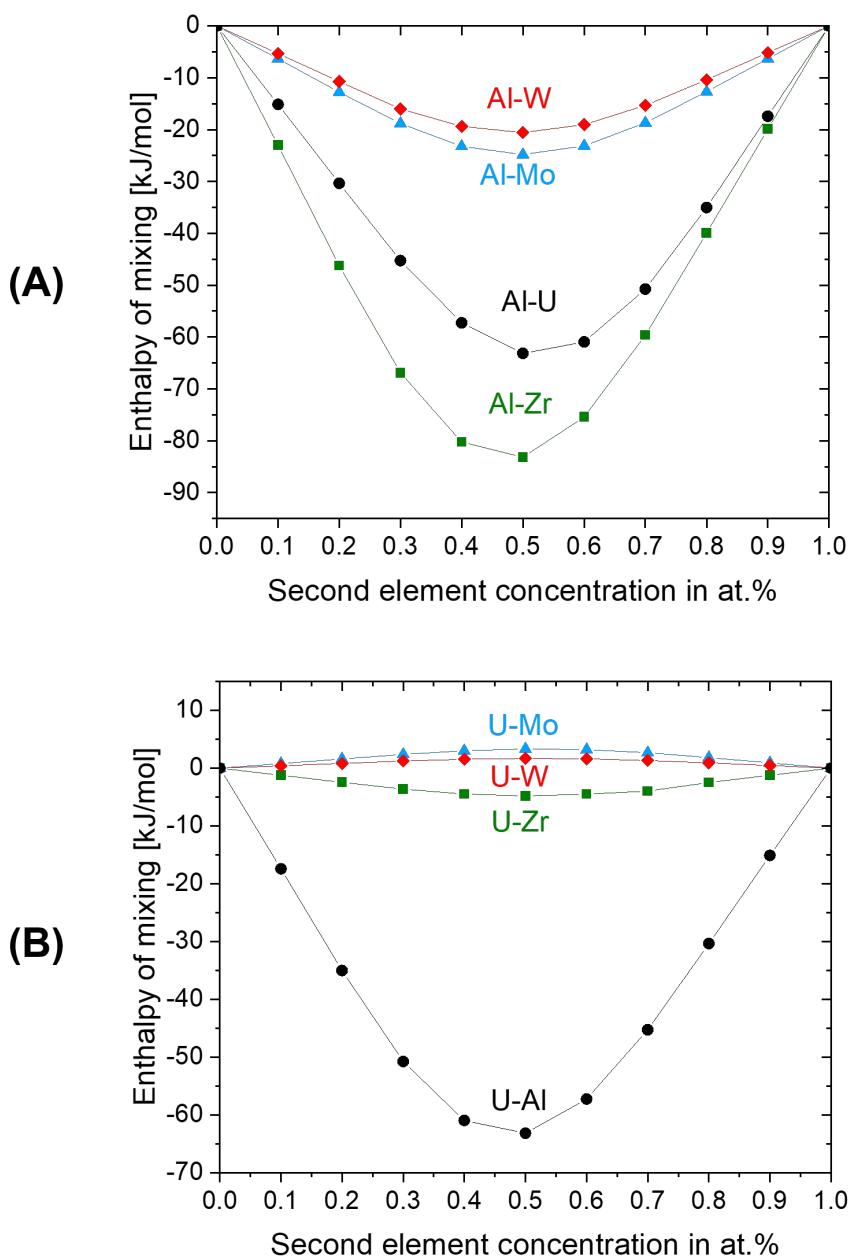 (A)
Enthalpy of mixing [kJ/mol]
0
-10
-20
-30
-40
-50
-60
-70
-80
-90
Al-W
Al-Mo
Al-U
Al-Zr
0.0 0.1 0.2 0.3 0.4 0.5 0.6 0.7 0.8 0.9 1.0
Second element concentration in at.%
(B)
Enthalpy of mixing [kJ/mol]
10
0
-10
-20
-30
-40
-50
-60
-70
U-Mo
U-W
U-Zr
U-Al
0.0 0.1 0.2 0.3 0.4 0.5 0.6 0.7 0.8 0.9 1.0
Second element concentration in at.%